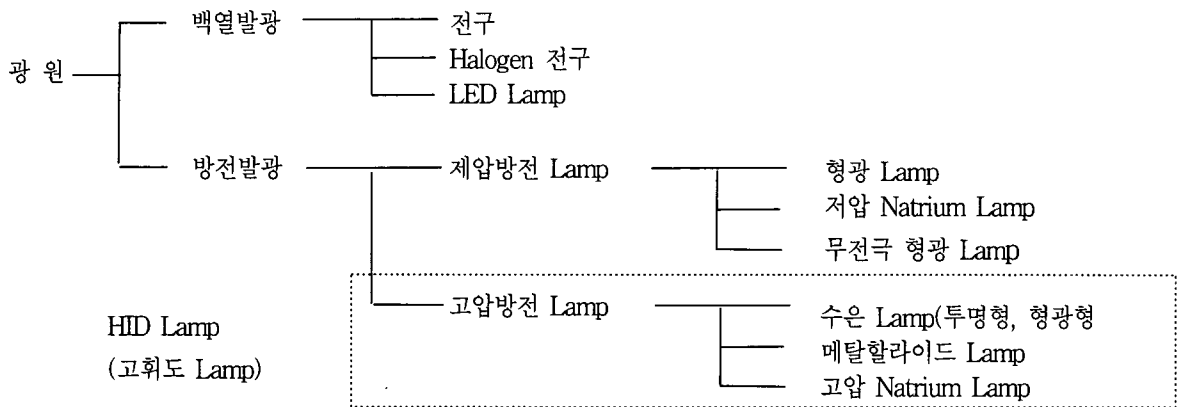 백열발광 전구
광 원 Halogen 전구
LED Lamp
방전발광 제압방전 Lamp 형광 Lamp
저압 Natrium Lamp
무전극 형광 Lamp
고압방전 Lamp 수은 Lamp(투명형, 형광형
HID Lamp 메탈할라이드 Lamp
(고휘도 Lamp) 고압 Natrium Lamp